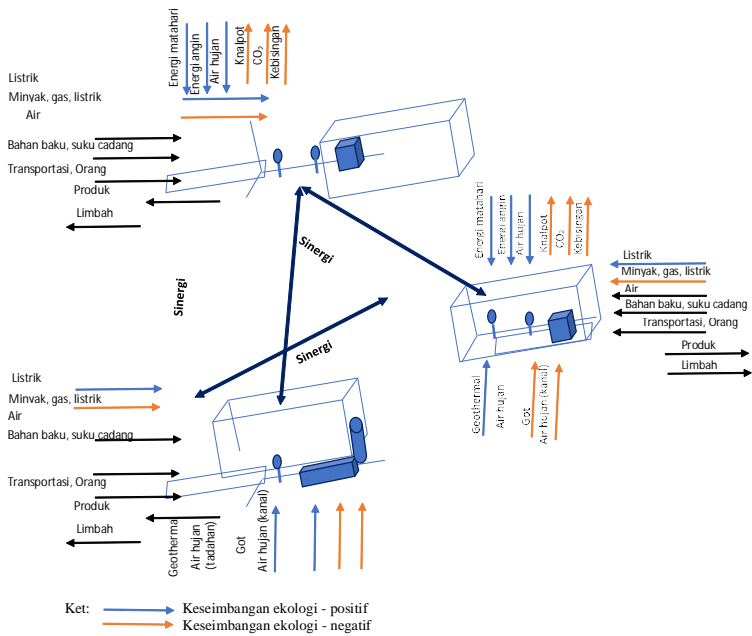 Energi matahari
Energi angin
Air hujan
Knalpot
CO₂
Kebisingan
Listrik
Minyak, gas, listrik
Air
Bahan baku, suku cadang
Transportasi, Orang
Produk
Limbah
Sinergi
Sinergi
Sinergi
Energi matahari
Energi angin
Air hujan
Knalpot
CO₂
Kebisingan
Listrik
Minyak, gas, listrik
Air
Bahan baku, suku cadang
Transportasi, Orang
Produk
Limbah
Geothermal
Air hujan
Got
Air hujan (kanal)
Listrik
Minyak, gas, listrik
Air
Bahan baku, suku cadang
Transportasi, Orang
Produk
Limbah
Geotherma
Air hujan
(tadahan)
Got
Air hujan (kanal)
Ket:
Keseimbangan ekologi - positif
Keseimbangan ekologi - negatif